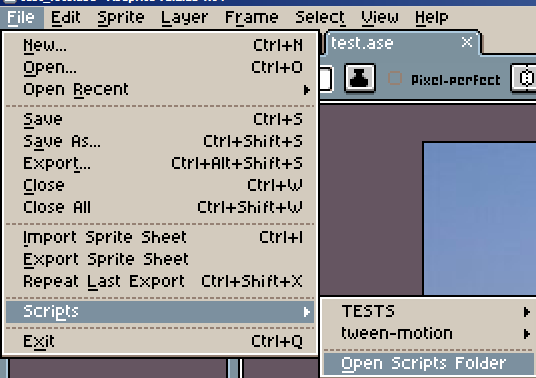 File Edit Sprite Layer Frame Select View Help
New... Ctrl+N
test.ase X
Open... Ctrl+O
Open Recent
Pixel-perfect
Save Ctrl+S
Save As... Ctrl+Shift+S
Export... Ctrl+Alt+Shift+S
Close Ctrl+W
Close All Ctrl+Shift+W
Import Sprite Sheet Ctrl+I
Export Sprite Sheet
Repeat Last Export Ctrl+Shift+X
Scripts
TESTS
tween-motion
Exit Ctrl+Q
Open Scripts Folder